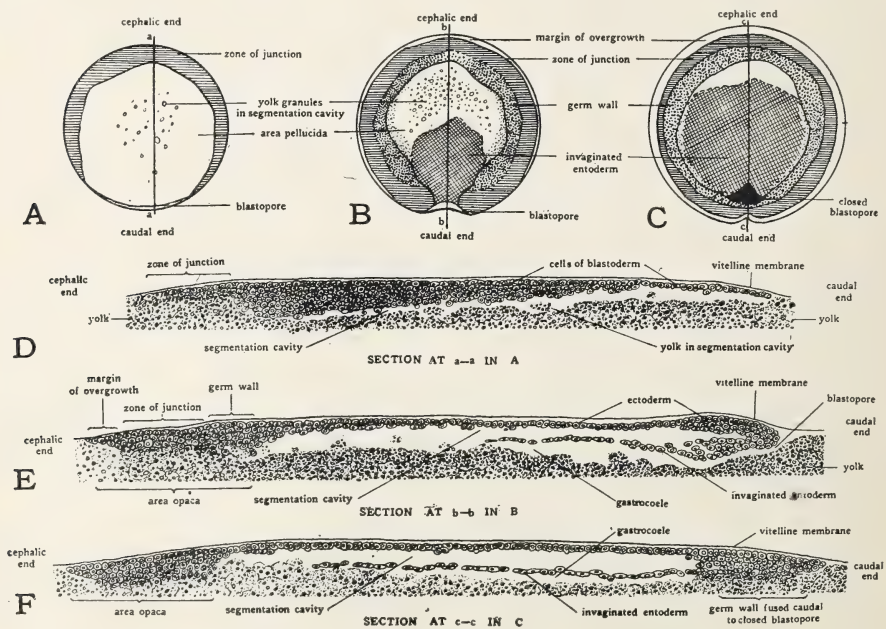 cephalic end
a
zone of junction
yolk granules
in segmentation cavity
area pellucida
blastopore
a
caudal end
A
cephalic end
b
margin of overgrowth
zone of junction
germ wall
invaginated
entoderm
blastopore
b
caudal end
B
cephalic end
c
closed
blastopore
c
caudal end
C
zone of junction
cells of blastoderm
vitelline membrane
cephalic
end
caudal
end
yolk
yolk
segmentation cavity
yolk in segmentation cavity
D
SECTION AT a—a IN A
margin
of overgrowth
zone of junction
germ wall
ectoderm
vitelline membrane
blastopore
cephalic
end
caudal
end
yolk
E
area opaca
segmentation cavity
gastrocoele
invaginated entoderm
SECTION AT b—b IN B
gastrocoele
vitelline membrane
cephalic
end
caudal
end
F
area opaca
segmentation cavity
invaginated entoderm
germ wall (fused caudal
to closed blastopore)
SECTION AT c—c IN C